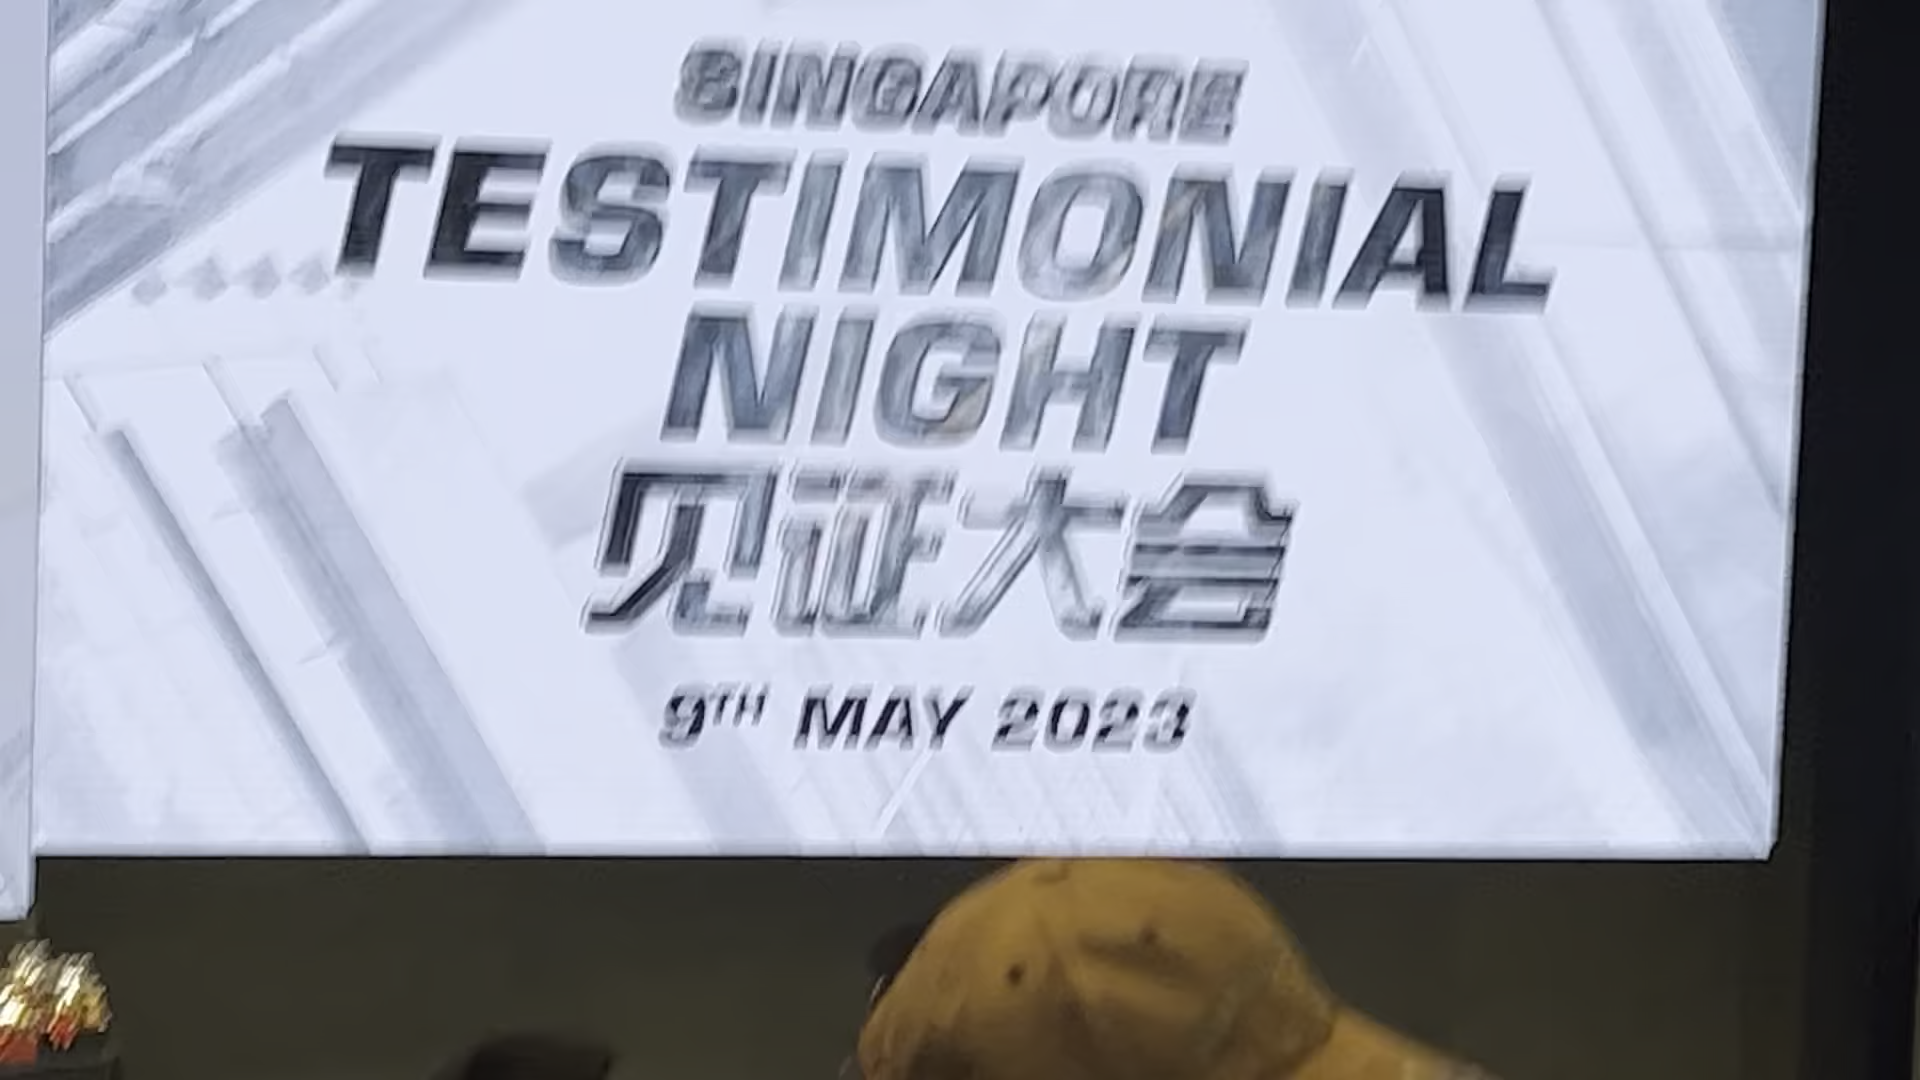 SINGAPORE
TESTIMONIAL
NIGHT
见证大会
9TH MAY 2023